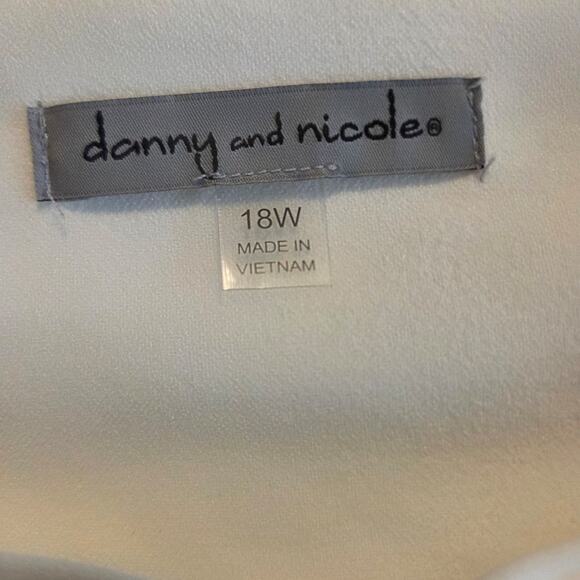 danny and nicole®
18W
MADE IN
VIETNAM